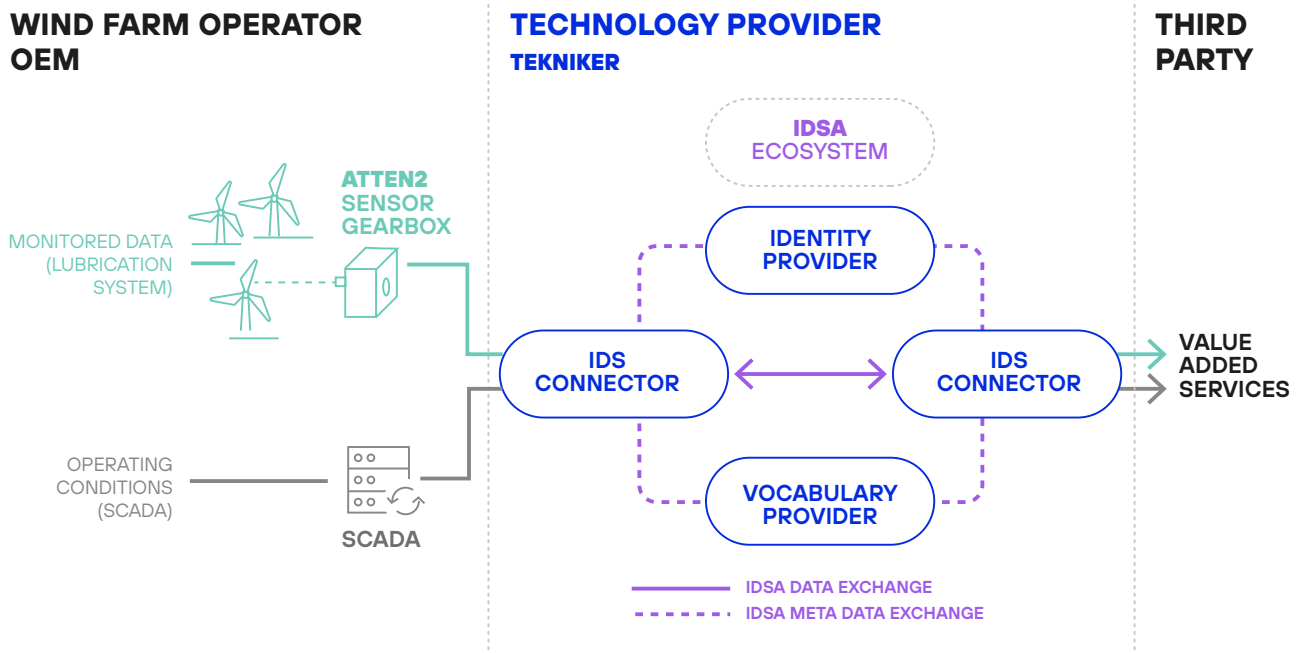 WIND FARM OPERATOR
OEM
TECHNOLOGY PROVIDER
TEKNIKER
THIRD
PARTY
IDSA
ECOSYSTEM
ATTEN2
SENSOR
GEARBOX
MONITORED DATA
(LUBRICATION
SYSTEM)
IDENTITY
PROVIDER
IDS
CONNECTOR
IDS
CONNECTOR
VALUE
ADDED
SERVICES
OPERATING
CONDITIONS
(SCADA)
SCADA
VOCABULARY
PROVIDER
IDSA DATA EXCHANGE
IDSA META DATA EXCHANGE